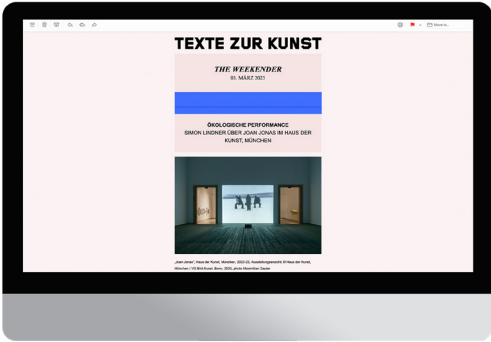 Move to...
TEXTE ZUR KUNST
THE WEEKENDER
03. MÄRZ 2023
ÖKOLOGISCHE PERFORMANCE
SIMON LINDNER ÜBER JOAN JONAS IM HAUS DER
KUNST, MÜNCHEN
„Joan Jonas“, Haus der Kunst, München, 2022-23, Ausstellungsansicht © Haus der Kunst,
München / VG Bild-Kunst, Bonn, 2023, photo Maximilian Geuter